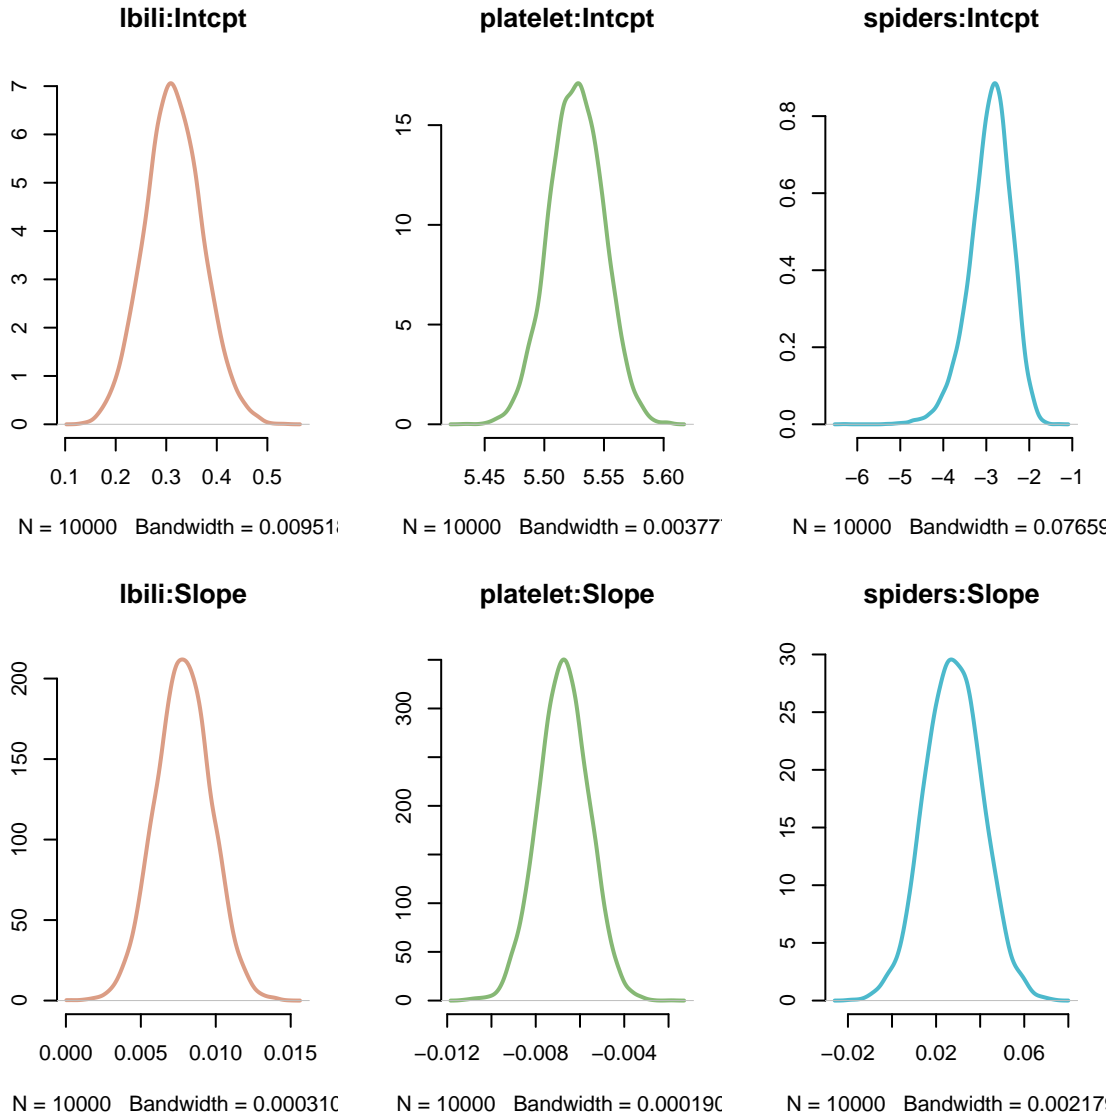 lbili:Intcpt
7
6
5
4
3
2
1
0
0.1 0.2 0.3 0.4 0.5
N = 10000 Bandwidth = 0.00951
platelet:Intcpt
15
10
5
0
5.45 5.50 5.55 5.60
N = 10000 Bandwidth = 0.00377
spiders:Intcpt
0.8
0.6
0.4
0.2
0.0
−6 −5 −4 −3 −2 −1
N = 10000 Bandwidth = 0.07659
lbili:Slope
200
150
100
50
0
0.000 0.005 0.010 0.015
N = 10000 Bandwidth = 0.000310
platelet:Slope
300
200
100
50
0
−0.012 −0.008 −0.004
N = 10000 Bandwidth = 0.000190
spiders:Slope
30
25
20
15
10
5
0
−0.02 0.02 0.06
N = 10000 Bandwidth = 0.00217